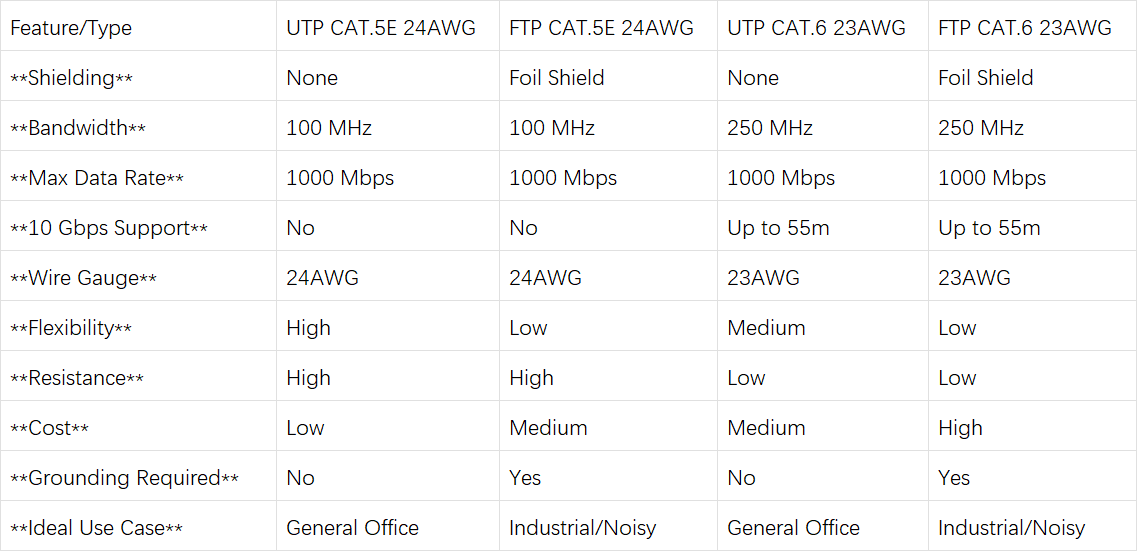 Feature/Type UTP CAT.5E 24AWG FTP CAT.5E 24AWG UTP CAT.6 23AWG FTP CAT.6 23AWG
**Shielding** None Foil Shield None Foil Shield
**Bandwidth** 100 MHz 100 MHz 250 MHz 250 MHz
**Max Data Rate** 1000 Mbps 1000 Mbps 1000 Mbps 1000 Mbps
**10 Gbps Support** No No Up to 55m Up to 55m
**Wire Gauge** 24AWG 24AWG 23AWG 23AWG
**Flexibility** High Low Medium Low
**Resistance** High High Low Low
**Cost** Low Medium Medium High
**Grounding Required** No Yes No Yes
**Ideal Use Case** General Office Industrial/Noisy General Office Industrial/Noisy